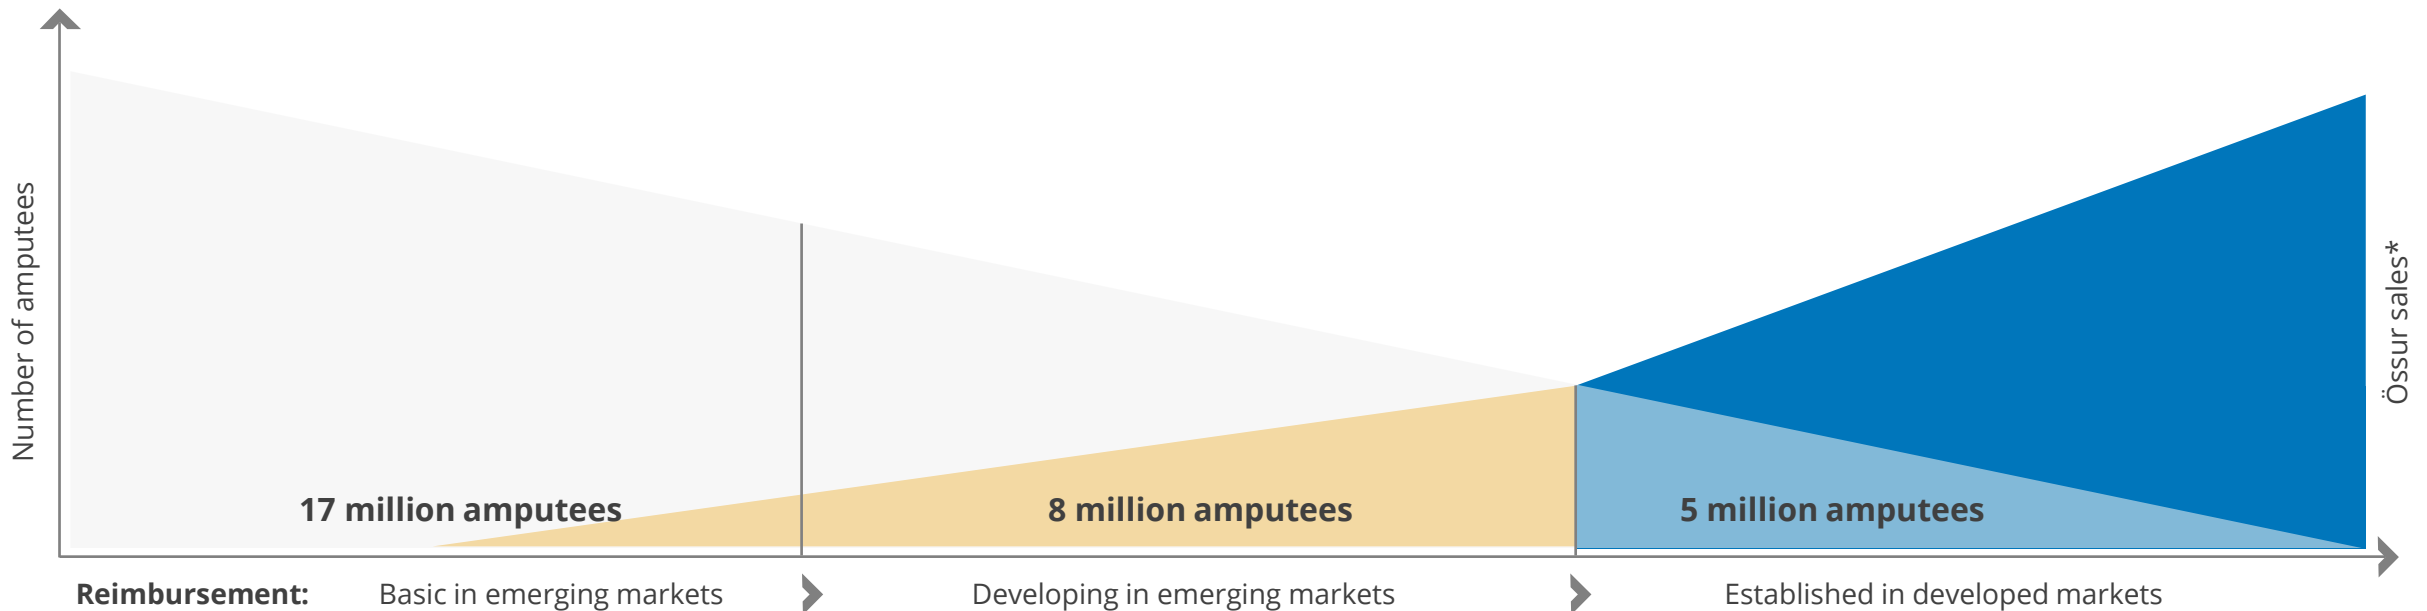 Number of amputees
17 million amputees
8 million amputees
5 million amputees
Össur sales*
Reimbursement:
Basic in emerging markets
Developing in emerging markets
Established in developed markets